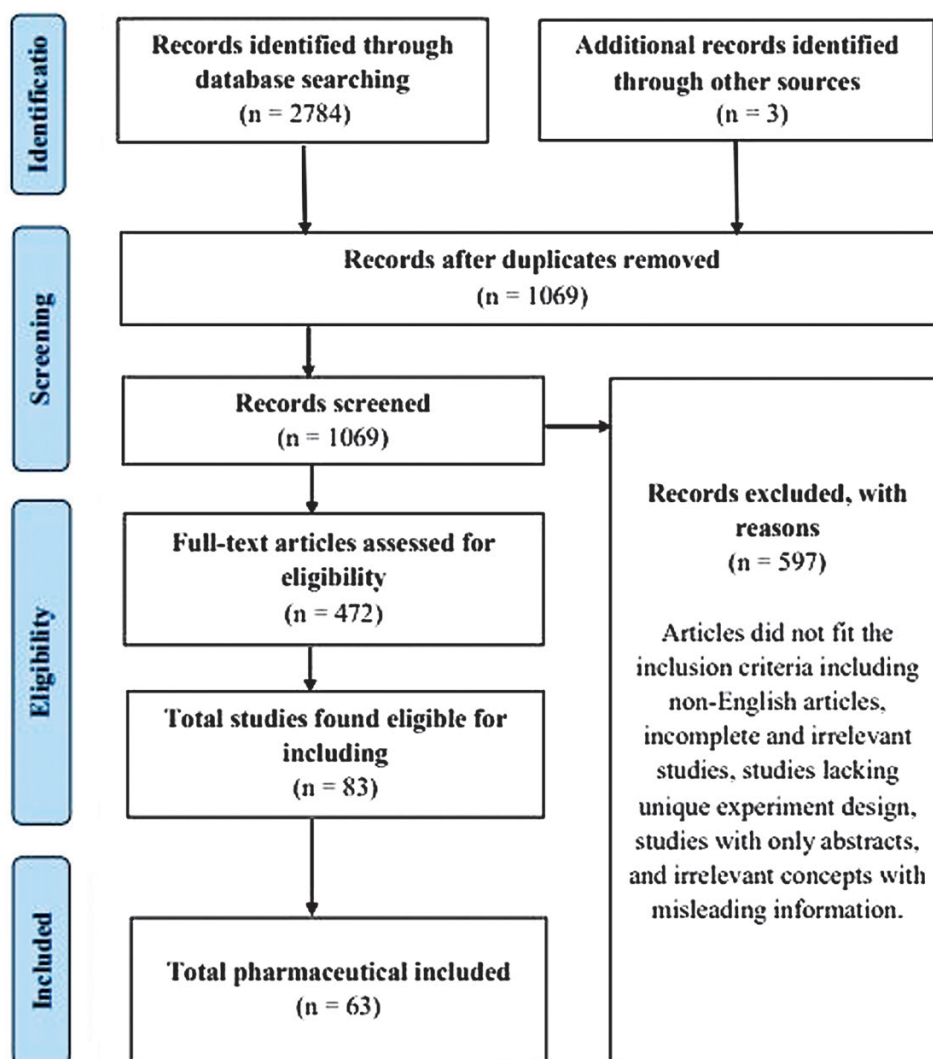 Identificatio
Records identified through
database searching
(n = 2784)
Additional records identified
through other sources
(n = 3)
Screening
Records after duplicates removed
(n = 1069)
Records screened
(n = 1069)
Records excluded, with
reasons
(n = 597)
Articles did not fit the
inclusion criteria including
non-English articles,
incomplete and irrelevant
studies, studies lacking
unique experiment design,
studies with only abstracts,
and irrelevant concepts with
misleading information.
Eligibility
Full-text articles assessed for
eligibility
(n = 472)
Total studies found eligible for
including
(n = 83)
Included
Total pharmaceutical included
(n = 63)